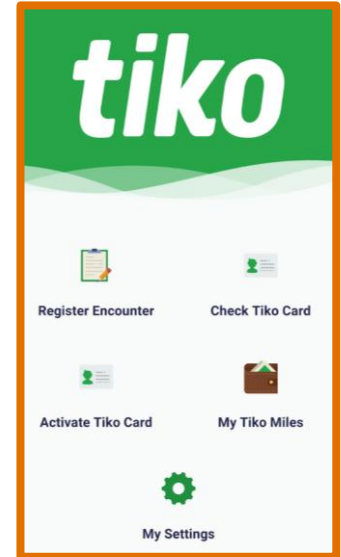 tiko
Register Encounter
Check Tiko Card
Activate Tiko Card
My Tiko Miles
My Settings